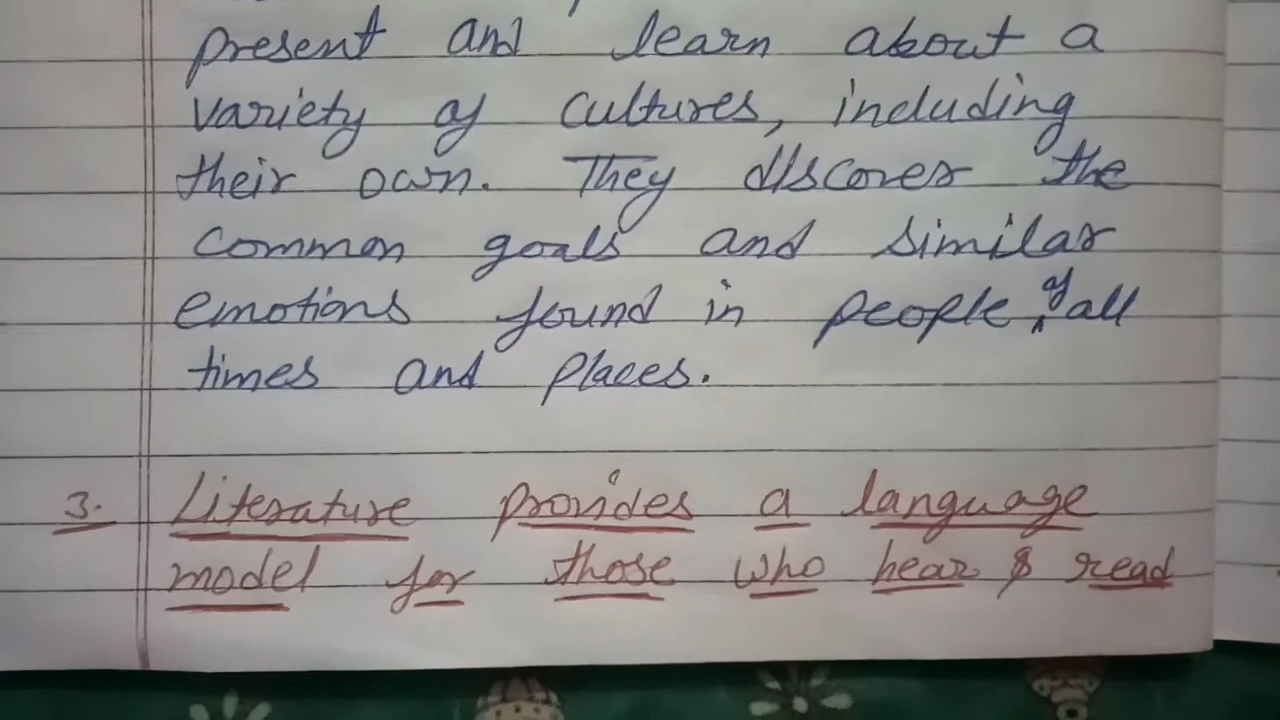 present and learn about a
variety of cultures, including
their own. They discover the
common goals and similar
emotions found in people of all
times and places.
3. Literature provides a language
model for those who hear & read